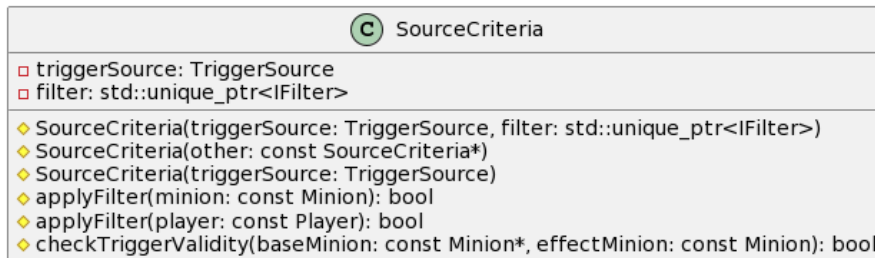 C SourceCriteria
triggerSource: TriggerSource
filter: std::unique_ptr<IFilter>
SourceCriteria(triggerSource: TriggerSource, filter: std::unique_ptr<IFilter>)
SourceCriteria(other: const SourceCriteria*)
SourceCriteria(triggerSource: TriggerSource)
applyFilter(minion: const Minion): bool
applyFilter(player: const Player): bool
checkTriggerValidity(baseMinion: const Minion*, effectMinion: const Minion): bool